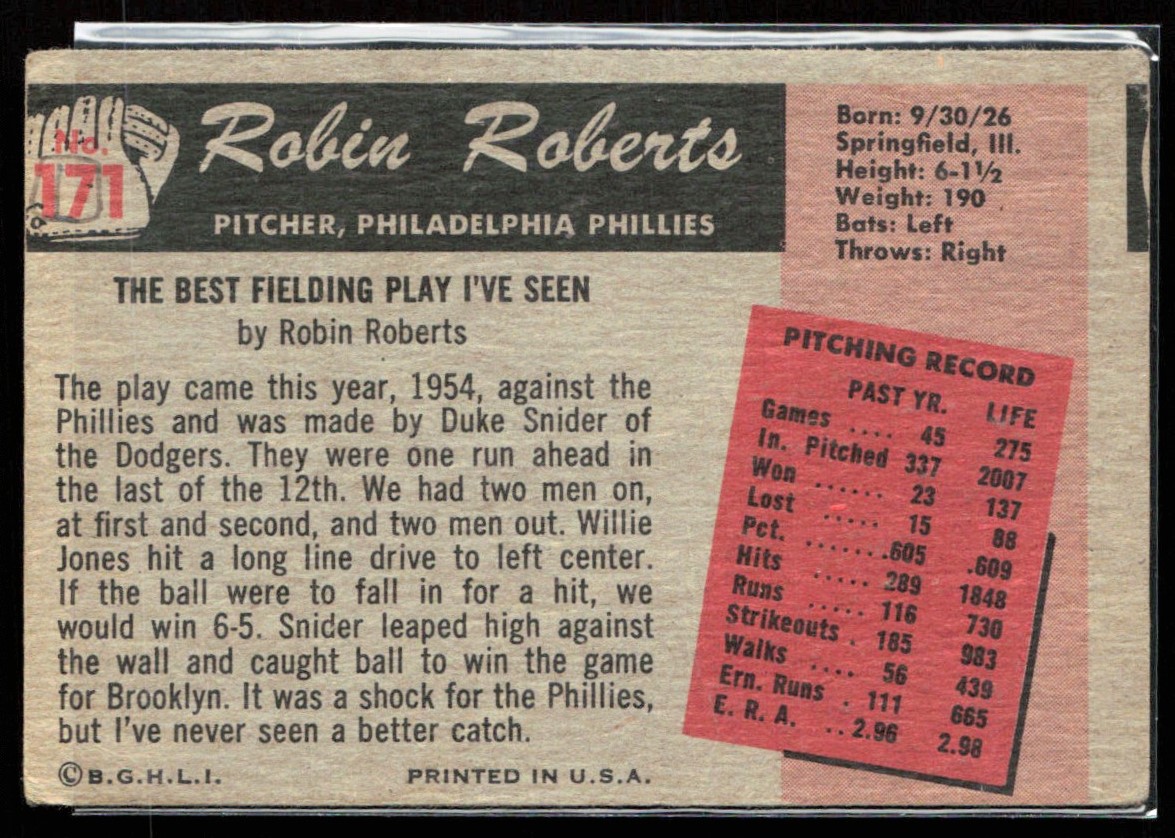 No.
171
Robin Roberts
PITCHER, PHILADELPHIA PHILLIES
Born: 9/30/26
Springfield, Ill.
Height: 6-1½
Weight: 190
Bats: Left
Throws: Right
THE BEST FIELDING PLAY I'VE SEEN
by Robin Roberts
The play came this year, 1954, against the
Phillies and was made by Duke Snider of
the Dodgers. They were one run ahead in
the last of the 12th. We had two men on,
at first and second, and two men out. Willie
Jones hit a long line drive to left center.
If the ball were to fall in for a hit, we
would win 6-5. Snider leaped high against
the wall and caught ball to win the game
for Brooklyn. It was a shock for the Phillies,
but I've never seen a better catch.
©B.G.H.L.I. PRINTED IN U.S.A.
PITCHING RECORD
PAST YR. LIFE
Games .... 45 275
In. Pitched 337 2007
Won ...... 23 137
Lost ..... 15 88
Pct. .......605 .609
Hits ..... 289 1848
Runs ..... 116 730
Strikeouts . 185 983
Walks .... 56 439
Ern. Runs . 111 665
E. R. A. ..2.96 2.98